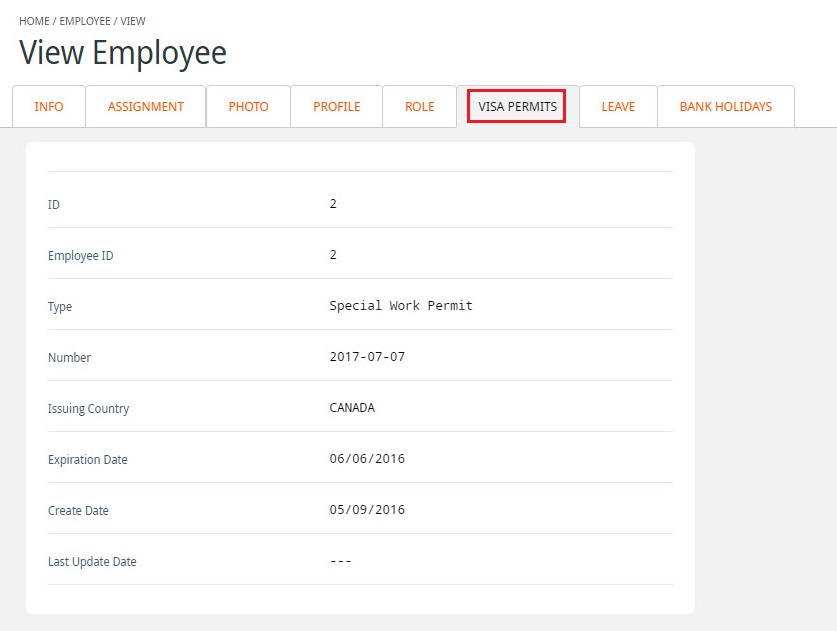 HOME / EMPLOYEE / VIEW
View Employee
INFO ASSIGNMENT PHOTO PROFILE ROLE VISA PERMITS LEAVE BANK HOLIDAYS
ID 2
Employee ID 2
Type Special Work Permit
Number 2017-07-07
Issuing Country CANADA
Expiration Date 06/06/2016
Create Date 05/09/2016
Last Update Date ---